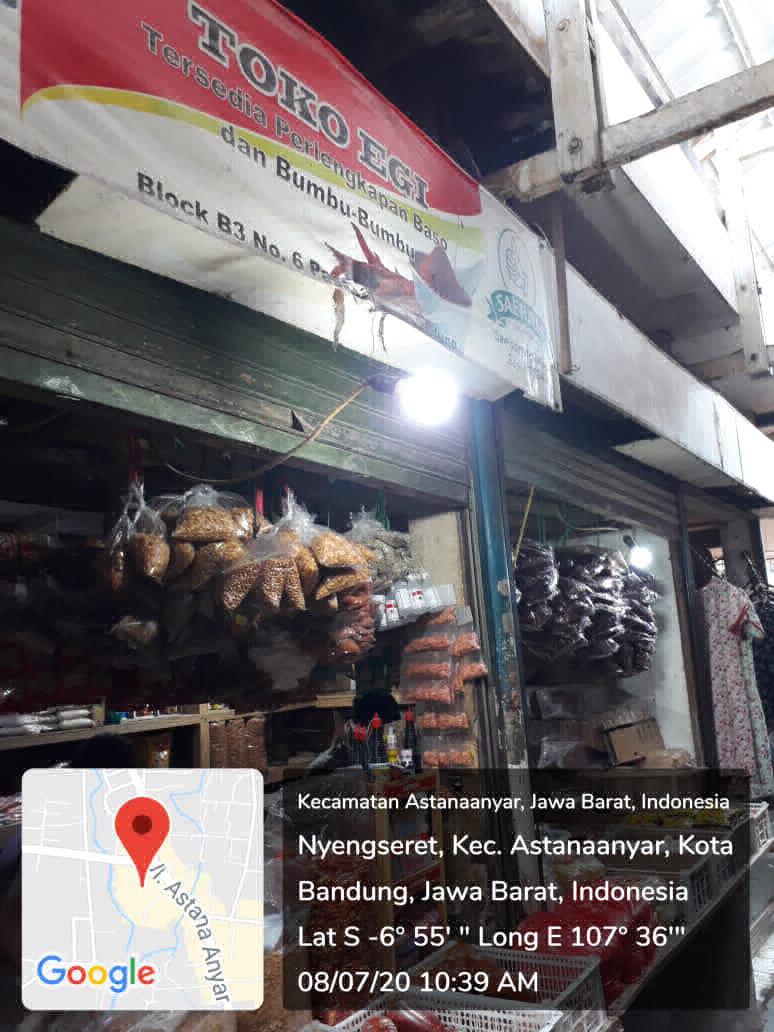 TOKO EGI
Tersedia Perlengkapan Baso
dan Bumbu-Bumbu
Block B3 No. 6
Jl. Astana Anyar
Google
Kecamatan Astanaanyar, Jawa Barat, Indonesia
Nyengseret, Kec. Astanaanyar, Kota
Bandung, Jawa Barat, Indonesia
Lat S -6° 55' '' Long E 107° 36'''
08/07/20 10:39 AM